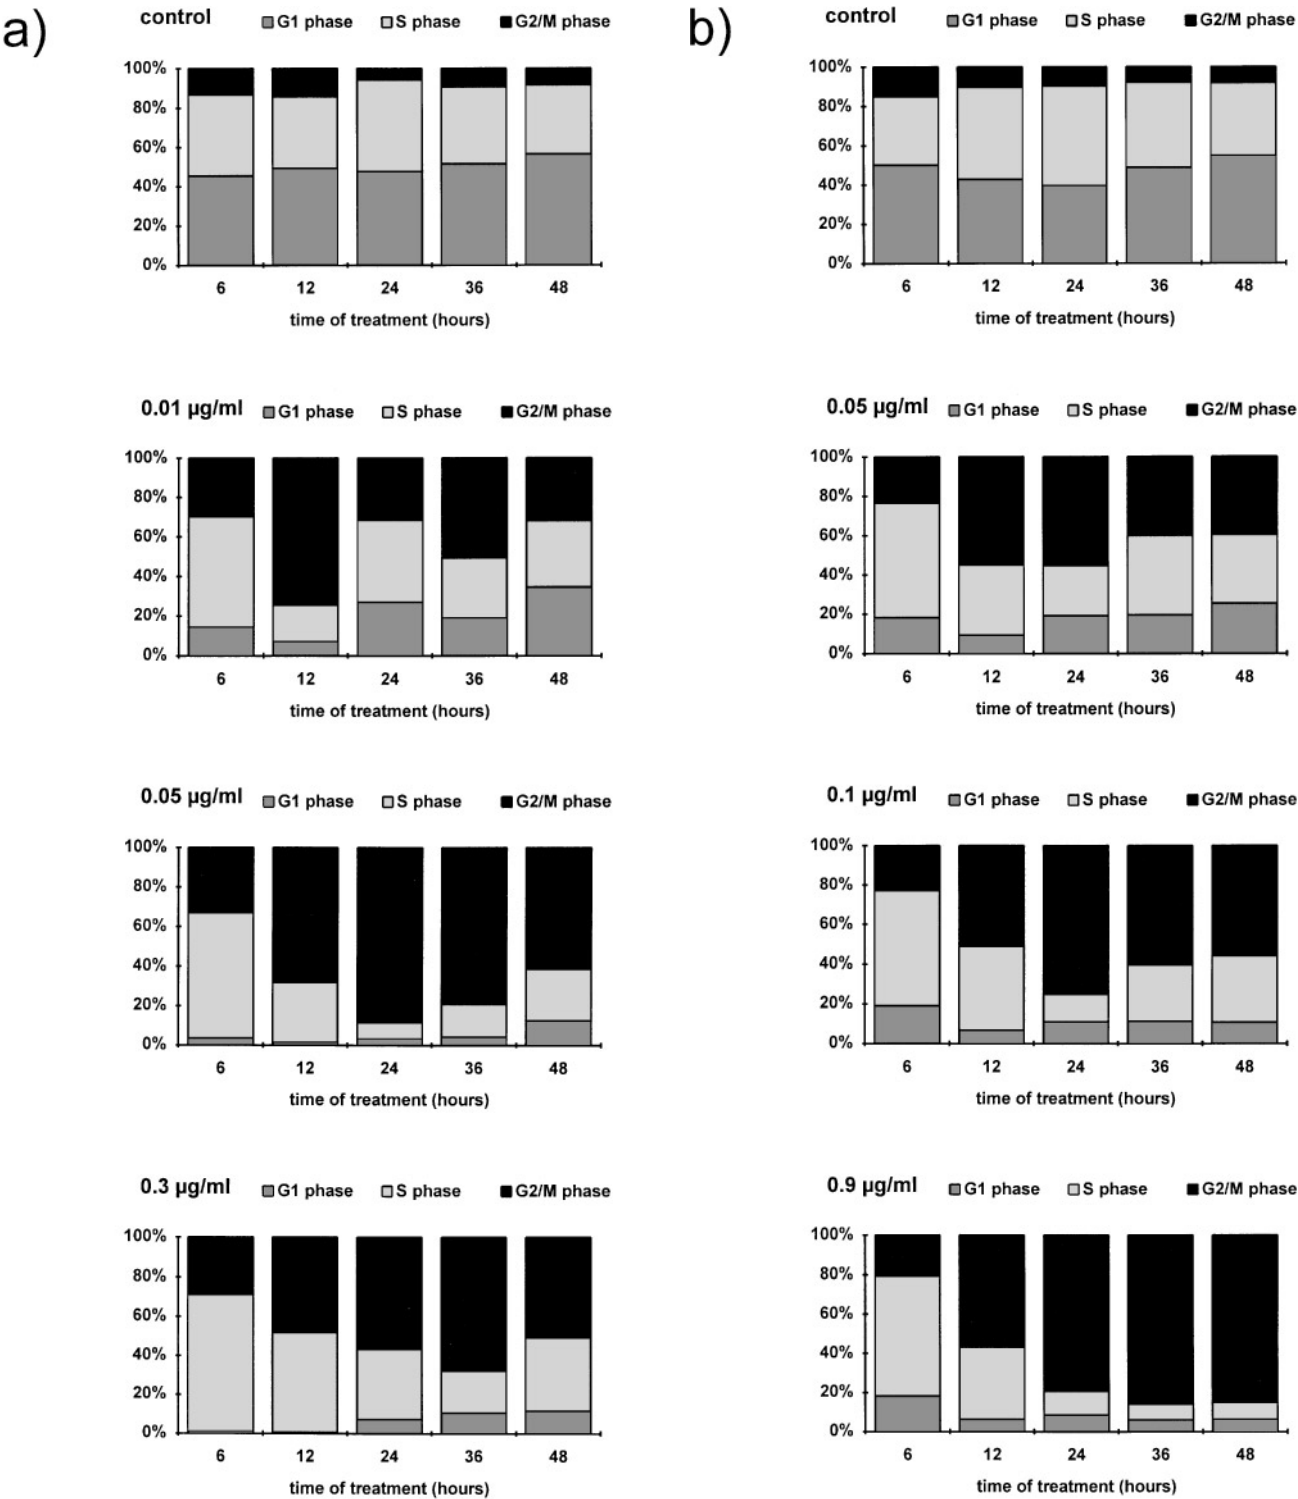 a)
control G1 phase S phase G2/M phase
100%
80%
60%
40%
20%
0%
6 12 24 36 48
time of treatment (hours)
0.01 µg/ml G1 phase S phase G2/M phase
100%
80%
60%
40%
20%
0%
6 12 24 36 48
time of treatment (hours)
0.05 µg/ml G1 phase S phase G2/M phase
100%
80%
60%
40%
20%
0%
6 12 24 36 48
time of treatment (hours)
0.3 µg/ml G1 phase S phase G2/M phase
100%
80%
60%
40%
20%
0%
6 12 24 36 48
time of treatment (hours)
b)
control G1 phase S phase G2/M phase
100%
80%
60%
40%
20%
0%
6 12 24 36 48
time of treatment (hours)
0.05 µg/ml G1 phase S phase G2/M phase
100%
80%
60%
40%
20%
0%
6 12 24 36 48
time of treatment (hours)
0.1 µg/ml G1 phase S phase G2/M phase
100%
80%
60%
40%
20%
0%
6 12 24 36 48
time of treatment (hours)
0.9 µg/ml G1 phase S phase G2/M phase
100%
80%
60%
40%
20%
0%
6 12 24 36 48
time of treatment (hours)